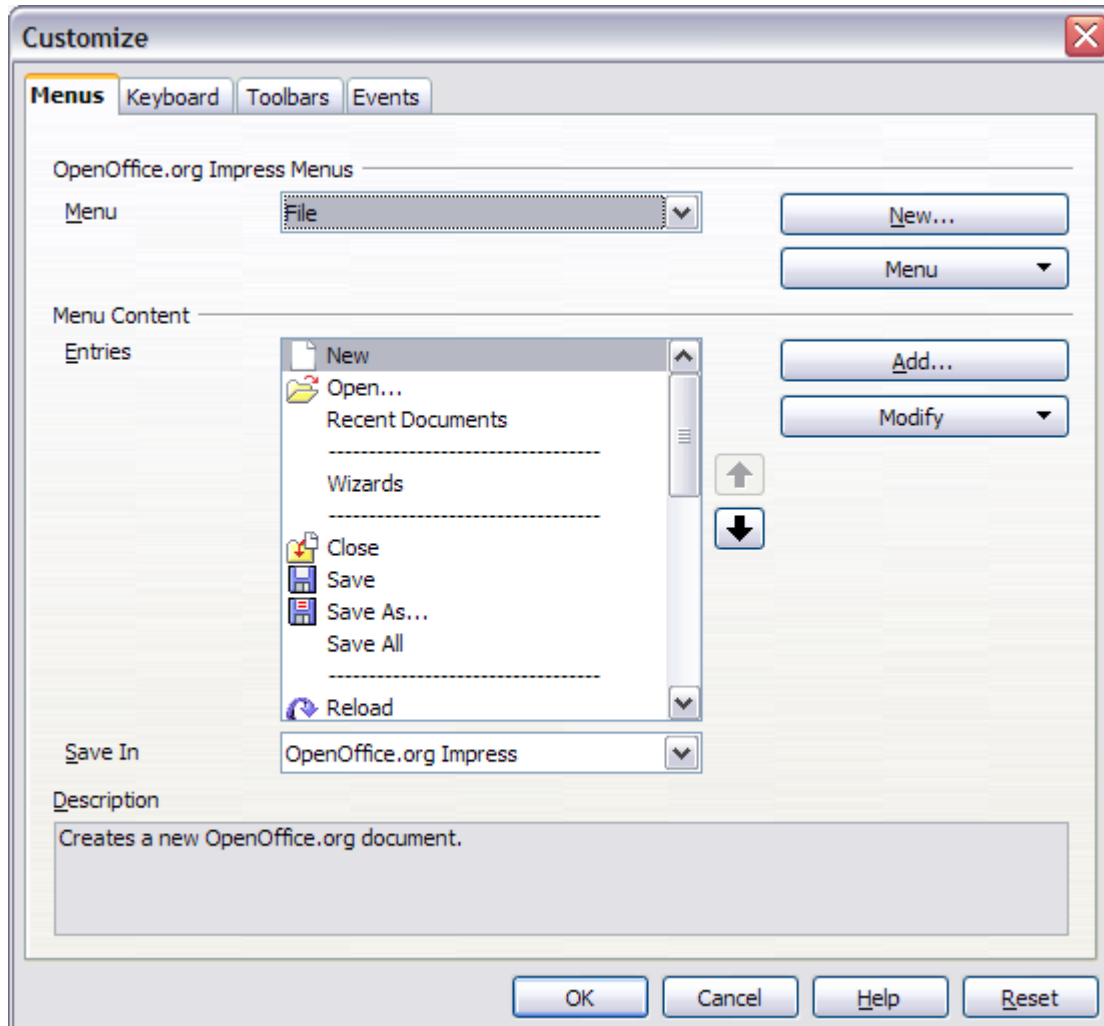 Customize
Menus Keyboard Toolbars Events
OpenOffice.org Impress Menus
Menu File New...
Menu
Menu Content
Entries New Add...
Open...
Recent Documents Modify
----------------------------------
Wizards
----------------------------------
Close
Save
Save As...
Save All
----------------------------------
Reload
Save In OpenOffice.org Impress
Description
Creates a new OpenOffice.org document.
OK Cancel Help Reset